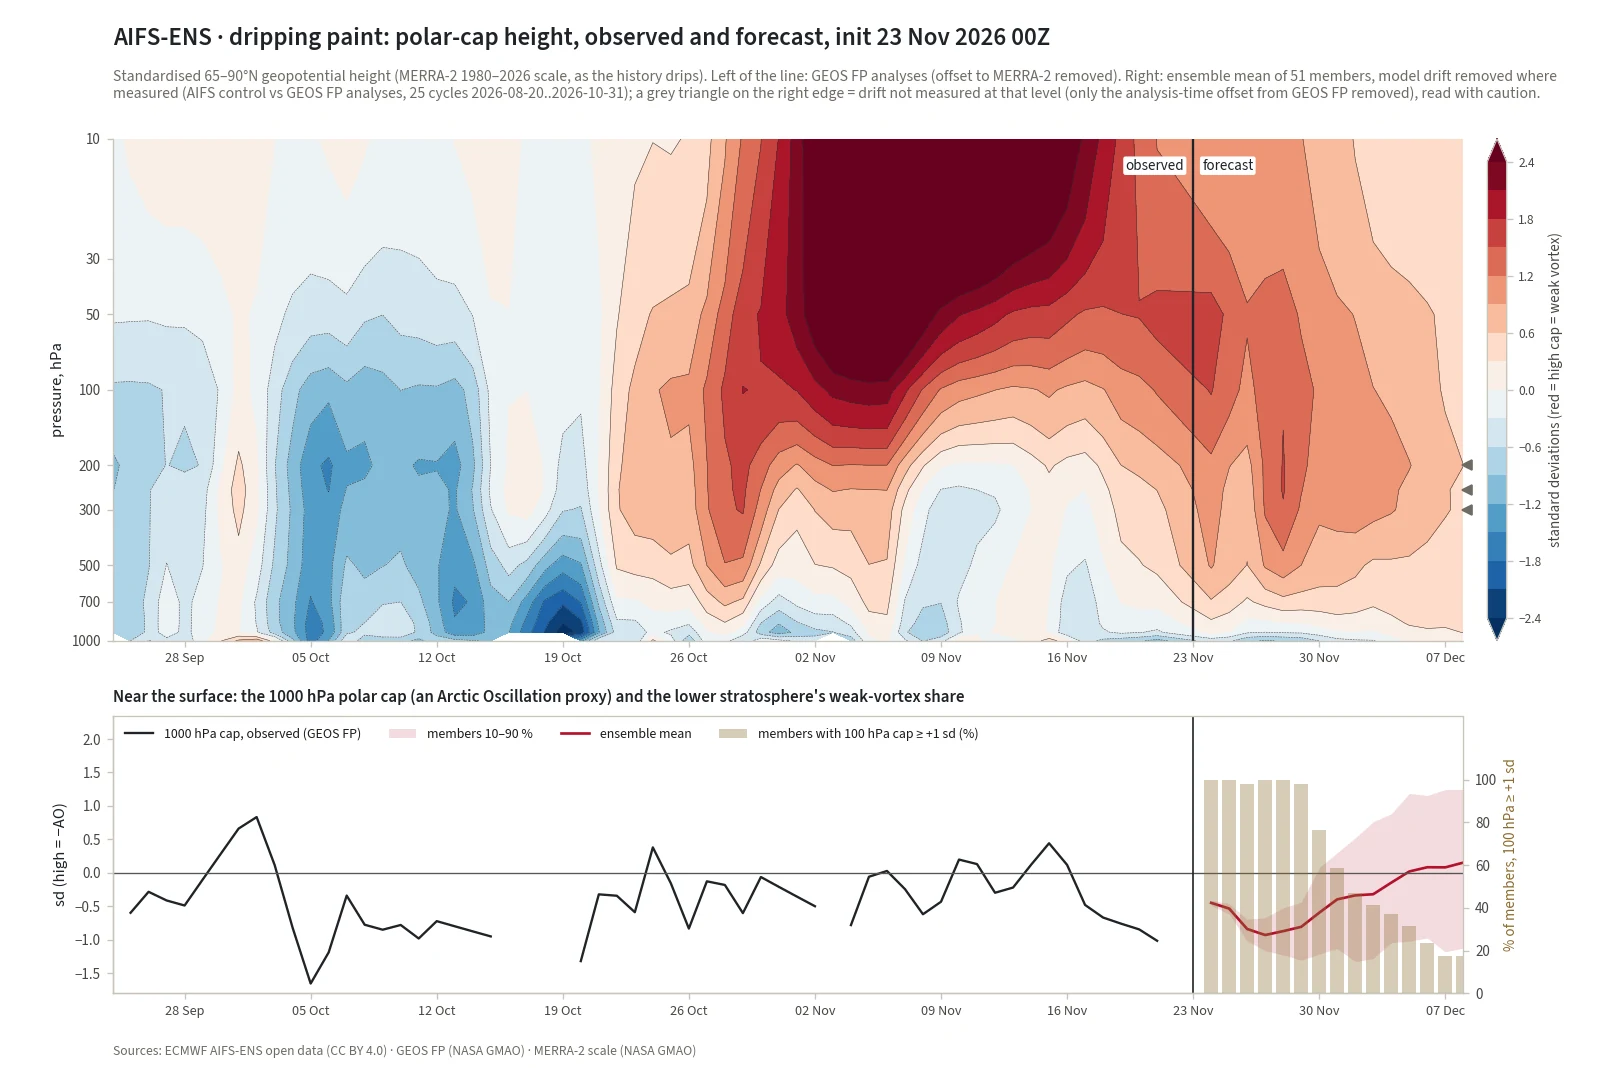 AIFS-ENS · dripping paint: polar-cap height, observed and forecast, init 23 Nov 2026 00Z
Standardised 65–90°N geopotential height (MERRA-2 1980–2026 scale, as the history drips). Left of the line: GEOS FP analyses (offset to MERRA-2 removed). Right: ensemble mean of 51 members, model drift removed where
measured (AIFS control vs GEOS FP analyses, 25 cycles 2026-08-20..2026-10-31); a grey triangle on the right edge = drift not measured at that level (only the analysis-time offset from GEOS FP removed), read with caution.
pressure, hPa
10
30
50
100
200
300
500
700
1000
observed
forecast
28 Sep
05 Oct
12 Oct
19 Oct
26 Oct
02 Nov
09 Nov
16 Nov
23 Nov
30 Nov
07 Dec
2.4
1.8
1.2
0.6
0.0
−0.6
−1.2
−1.8
−2.4
standard deviations (red = high cap = weak vortex)
Near the surface: the 1000 hPa polar cap (an Arctic Oscillation proxy) and the lower stratosphere's weak-vortex share
1000 hPa cap, observed (GEOS FP)
members 10–90 %
ensemble mean
members with 100 hPa cap ≥ +1 sd (%)
sd (high = −AO)
2.0
1.5
1.0
0.5
0.0
−0.5
−1.0
−1.5
100
80
60
40
20
0
% of members, 100 hPa ≥ +1 sd
28 Sep
05 Oct
12 Oct
19 Oct
26 Oct
02 Nov
09 Nov
16 Nov
23 Nov
30 Nov
07 Dec
Sources: ECMWF AIFS-ENS open data (CC BY 4.0) · GEOS FP (NASA GMAO) · MERRA-2 scale (NASA GMAO)